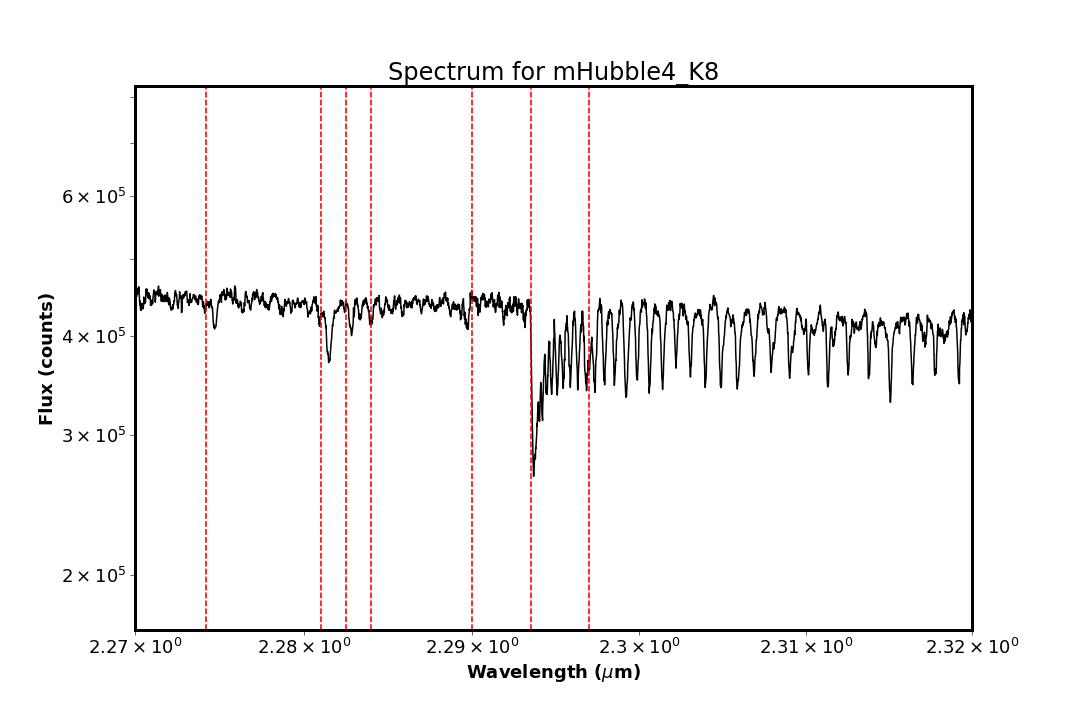 Spectrum for mHubble4_K8
Flux (counts)
6 × 10⁵
4 × 10⁵
3 × 10⁵
2 × 10⁵
2.27 × 10⁰ 2.28 × 10⁰ 2.29 × 10⁰ 2.3 × 10⁰ 2.31 × 10⁰ 2.32 × 10⁰
Wavelength (μm)